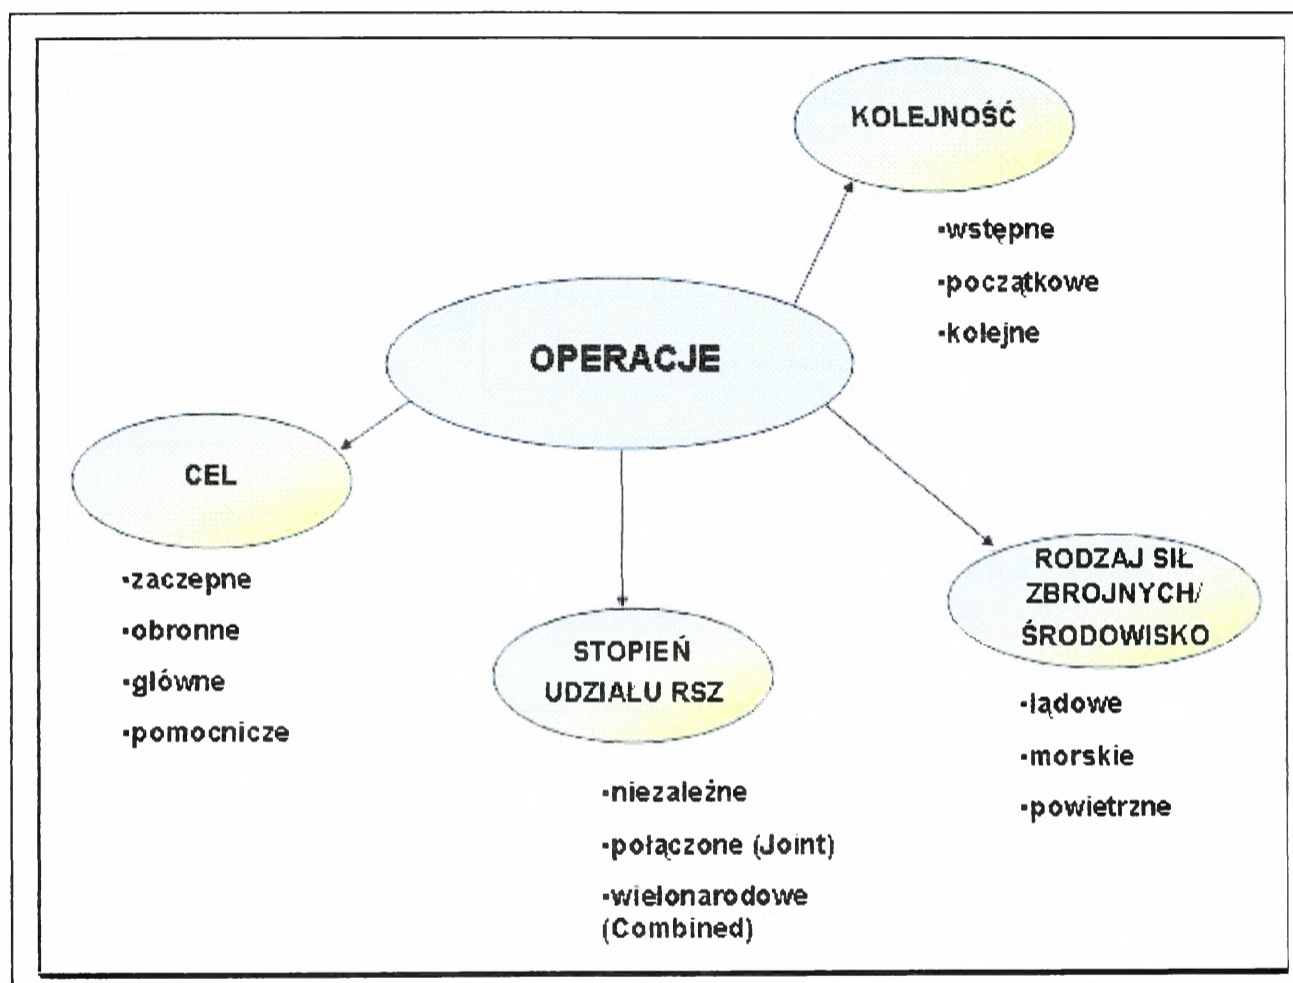 KOLEJNOŚĆ
▪wstępne
▪początkowe
▪kolejne
OPERACJE
CEL
▪zaczepne
▪obronne
▪główne
▪pomocnicze
STOPIEŃ
UDZIAŁU RSZ
▪niezależne
▪połączone (Joint)
▪wielonarodowe
(Combined)
RODZAJ SIŁ
ZBROJNYCH/
ŚRODOWISKO
▪lądowe
▪morskie
▪powietrzne